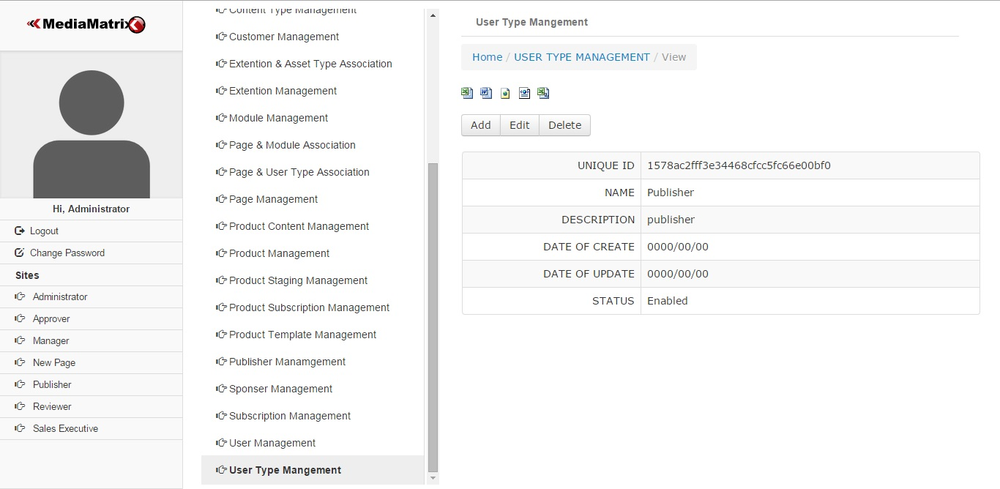 MediaMatrix
Hi, Administrator
Logout
Change Password
Sites
Administrator
Approver
Manager
New Page
Publisher
Reviewer
Sales Executive
Content Type Management
Customer Management
Extention & Asset Type Association
Extention Management
Module Management
Page & Module Association
Page & User Type Association
Page Management
Product Content Management
Product Management
Product Staging Management
Product Subscription Management
Product Template Management
Publisher Manamgement
Sponser Management
Subscription Management
User Management
User Type Mangement
User Type Mangement
Home / USER TYPE MANAGEMENT / View
Add Edit Delete
UNIQUE ID 1578ac2fff3e34468cfcc5fc66e00bf0
NAME Publisher
DESCRIPTION publisher
DATE OF CREATE 0000/00/00
DATE OF UPDATE 0000/00/00
STATUS Enabled